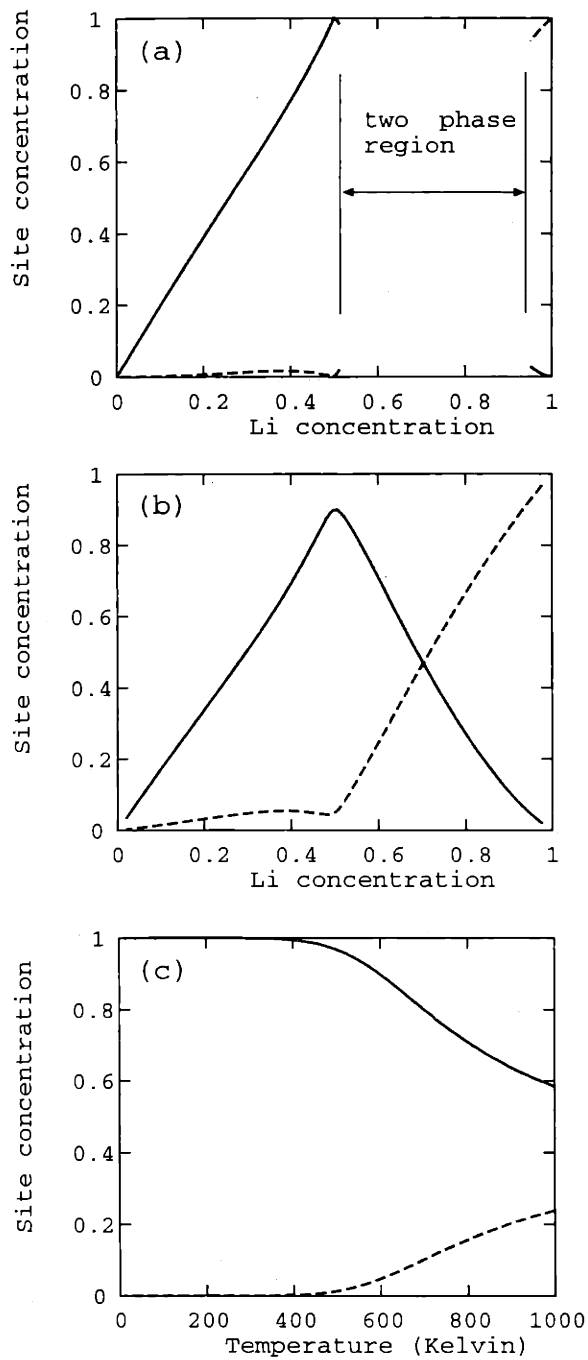 (a)
Site concentration
1
0.8
0.6
0.4
0.2
0
two phase
region
0 0.2 0.4 0.6 0.8 1
Li concentration
(b)
Site concentration
1
0.8
0.6
0.4
0.2
0
0 0.2 0.4 0.6 0.8 1
Li concentration
(c)
Site concentration
1
0.8
0.6
0.4
0.2
0
0 200 400 600 800 1000
Temperature (Kelvin)